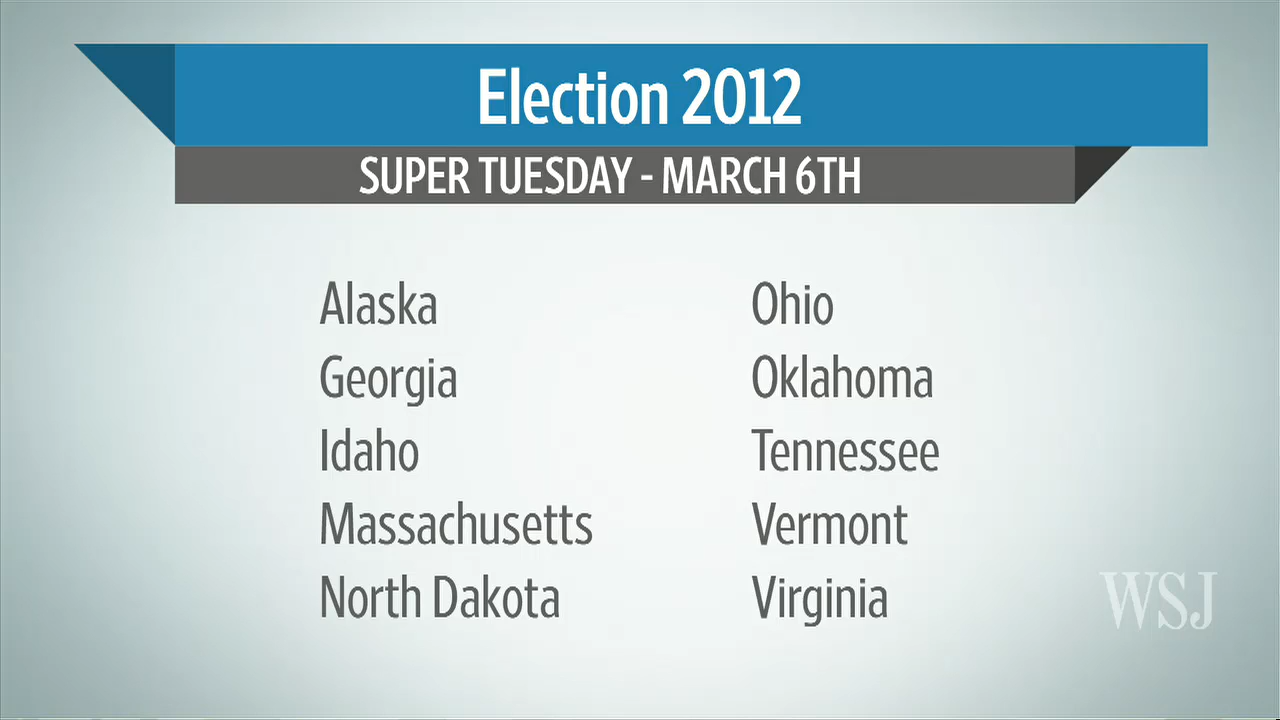 Election 2012
SUPER TUESDAY - MARCH 6TH
Alaska
Georgia
Idaho
Massachusetts
North Dakota
Ohio
Oklahoma
Tennessee
Vermont
Virginia
WSJ